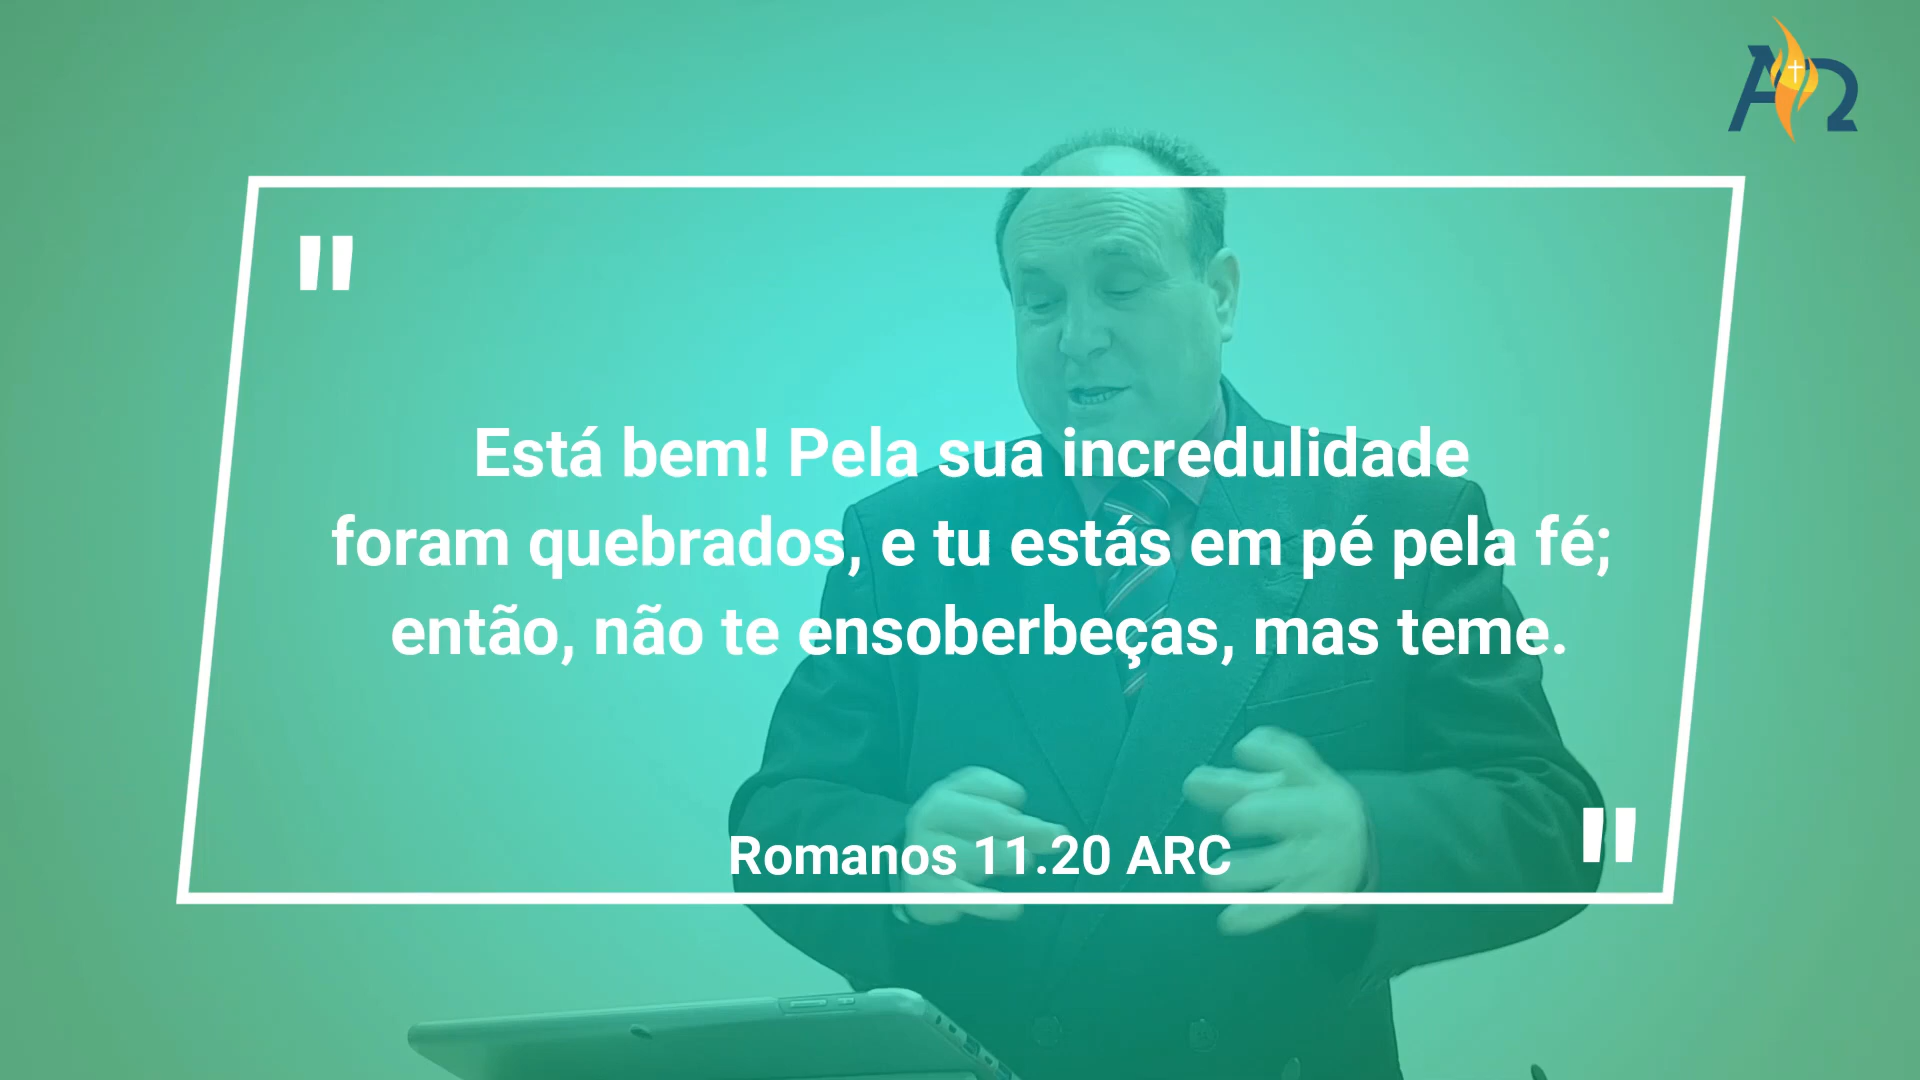 AΩ
"
Está bem! Pela sua incredulidade
foram quebrados, e tu estás em pé pela fé;
então, não te ensoberbeças, mas teme.
Romanos 11.20 ARC
"